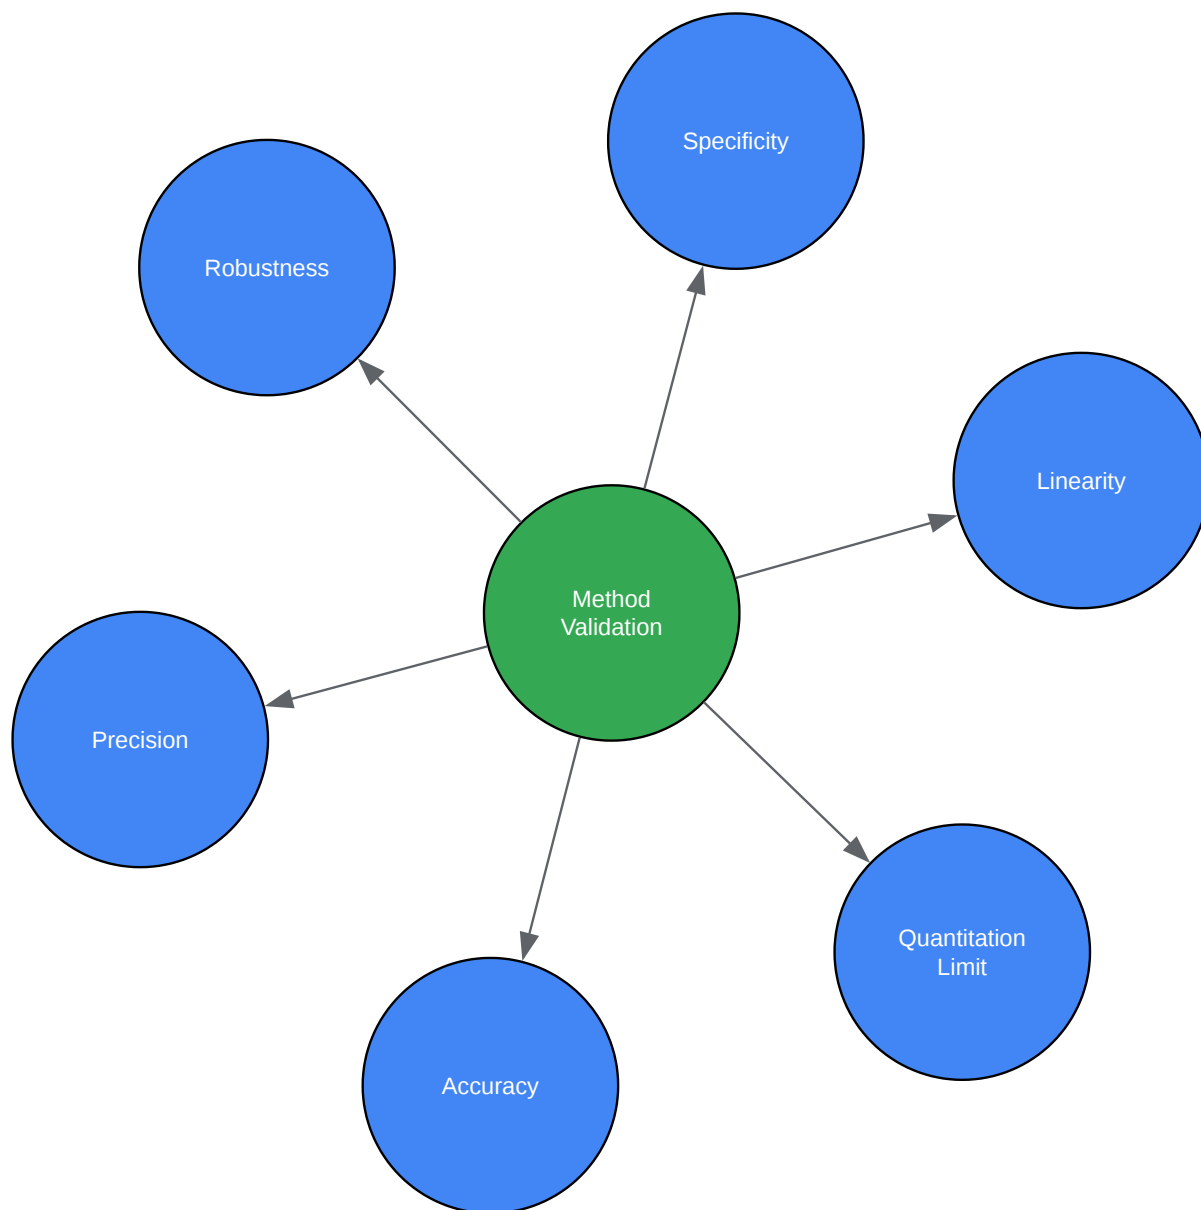 Specificity
Robustness
Linearity
Method
Validation
Precision
Quantitation
Limit
Accuracy